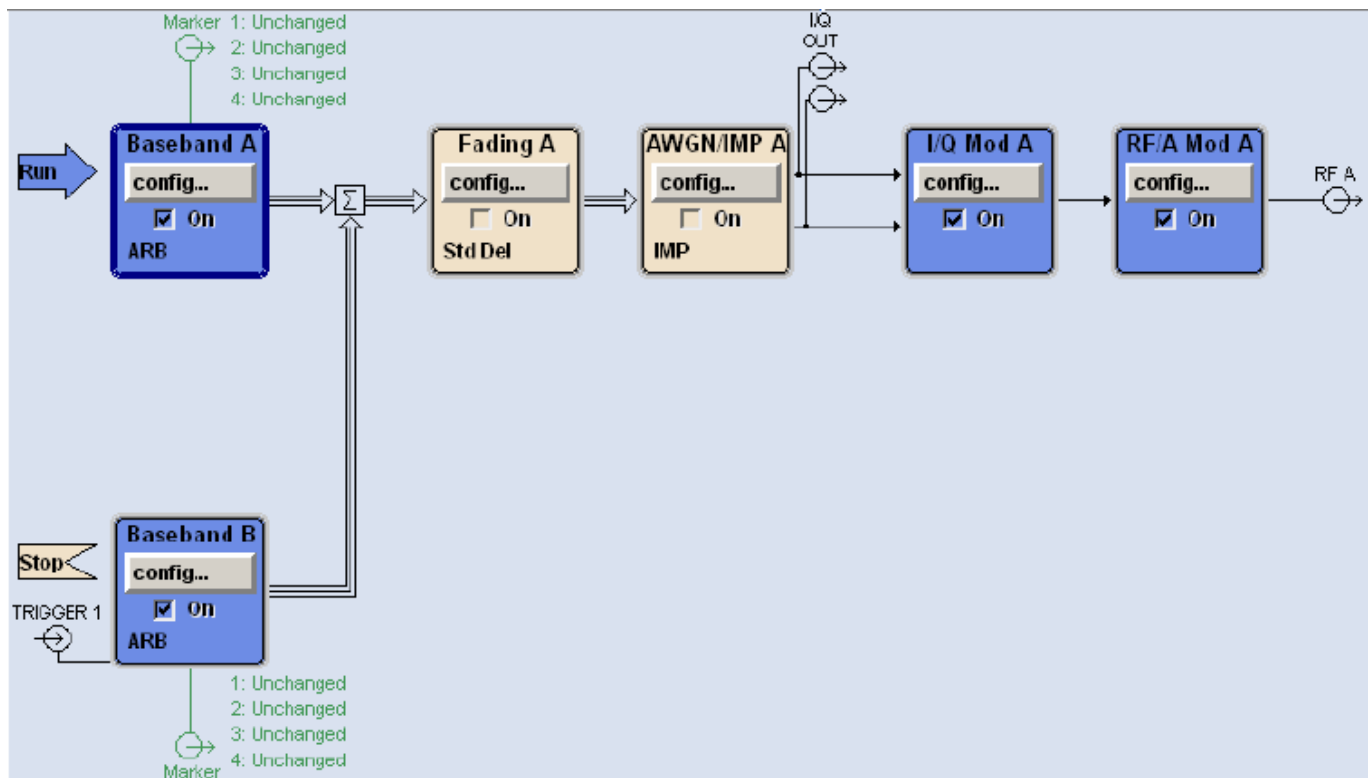 Marker 1: Unchanged
2: Unchanged
3: Unchanged
4: Unchanged
I/Q
OUT
Run
Baseband A
config...
On
ARB
Σ
Fading A
config...
On
Std Del
AWGN/IMP A
config...
On
IMP
I/Q Mod A
config...
On
RF/A Mod A
config...
On
RF A
Stop
TRIGGER 1
Baseband B
config...
On
ARB
1: Unchanged
2: Unchanged
3: Unchanged
4: Unchanged
Marker